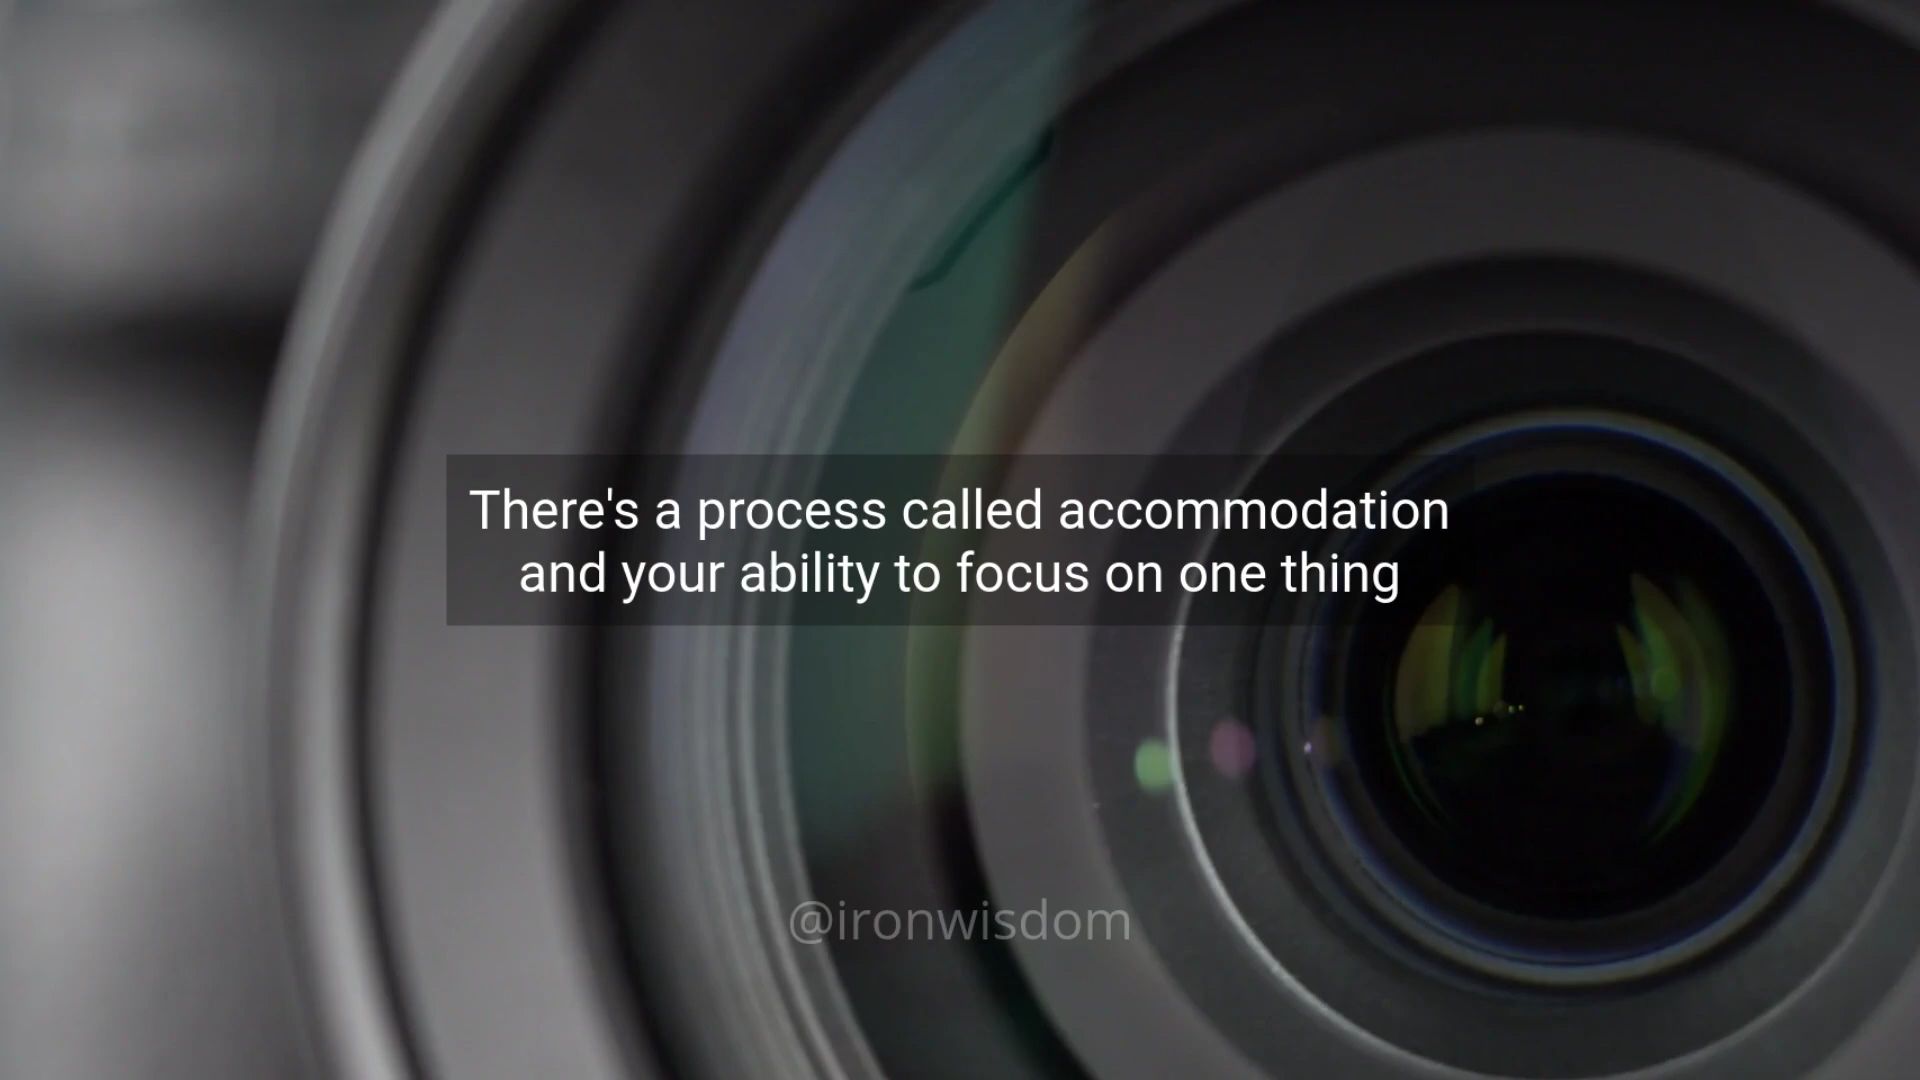 There's a process called accommodation
and your ability to focus on one thing
@ironwisdom